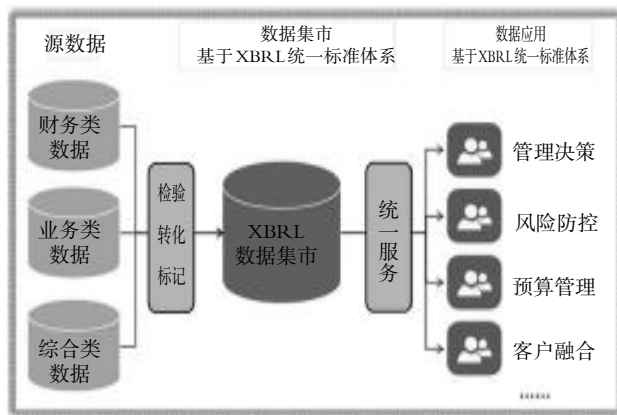 源数据
数据集市
基于XBRL统一标准体系
数据应用
基于XBRL统一标准体系
财务类
数据
业务类
数据
综合类
数据
检验
转化
标记
XBRL
数据集市
统一服务
管理决策
风险防控
预算管理
客户融合
······